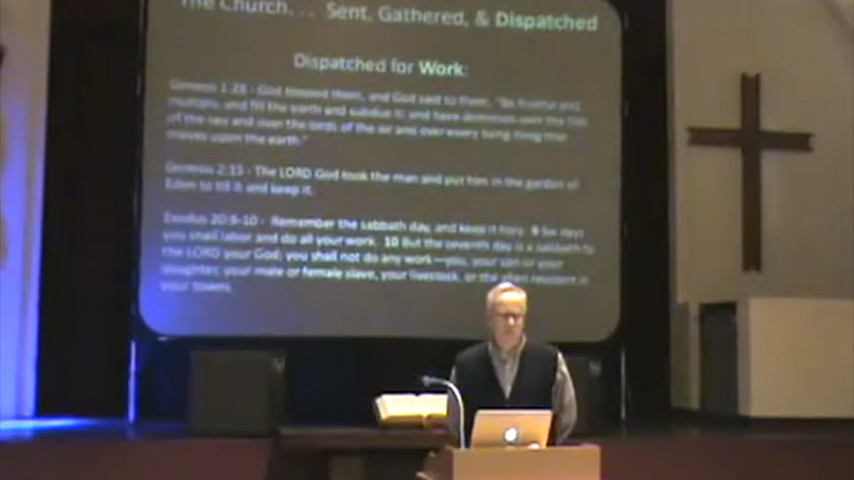 The Church. . . Sent, Gathered, & Dispatched
Dispatched for Work:
Genesis 1:28 - God blessed them, and God said to them, "Be fruitful and
multiply, and fill the earth and subdue it; and have dominion over the fish
of the sea and over the birds of the air and over every living thing that
moves upon the earth."
Genesis 2:15 - The LORD God took the man and put him in the garden of
Eden to till it and keep it.
Exodus 20:8-10 - Remember the sabbath day, and keep it holy. 9 Six days
you shall labor and do all your work. 10 But the seventh day is a sabbath to
the LORD your God; you shall not do any work—you, your son or your
daughter, your male or female slave, your livestock, or the alien resident in
your towns.